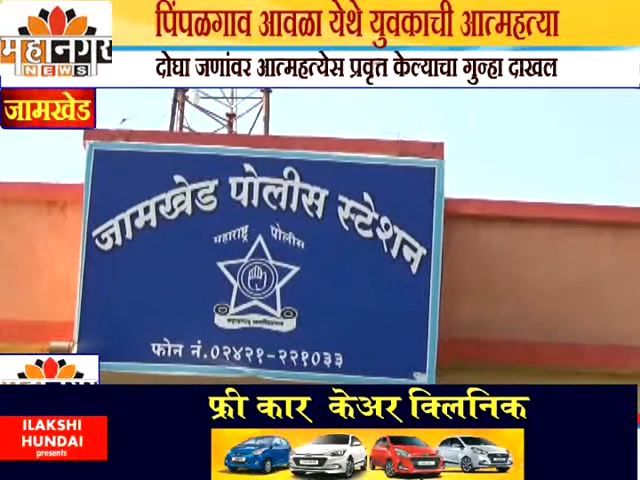 पिंपळगाव आवळा येथे युवकाची आत्महत्या
महानगर
NEWS
दोघा जणांवर आत्महत्येस प्रवृत्त केल्याचा गुन्हा दाखल
जामखेड
जामखेड पोलीस स्टेशन
महाराष्ट्र पोलीस
फोन नं.०२४२१-२२१०३३
ILAKSHI
HUNDAI
presents
फ्री कार केअर क्लिनिक